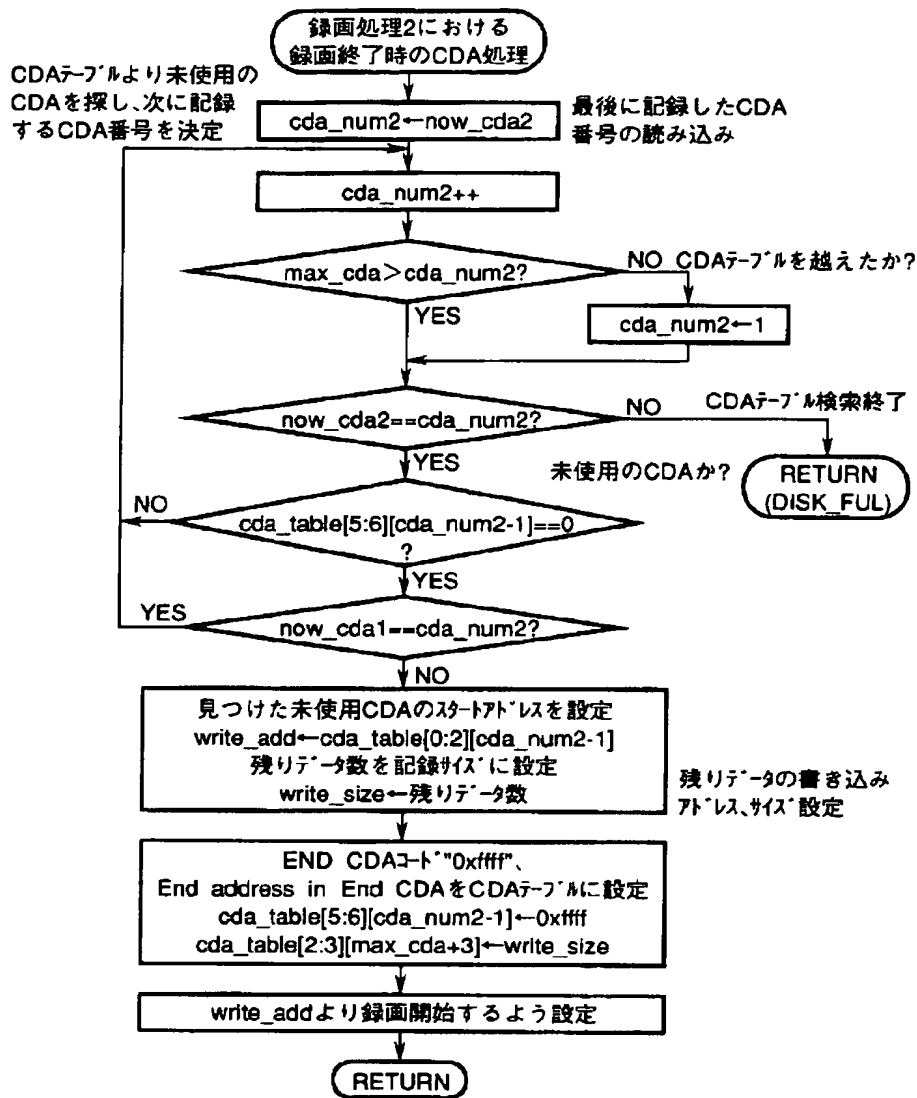 録画処理2における
録画終了時のCDA処理
CDAテーブルより未使用の
CDAを探し、次に記録
するCDA番号を決定
cda_num2←now_cda2
最後に記録したCDA
番号の読み込み
cda_num2++
max_cda>cda_num2?
NO
CDAテーブルを越えたか?
YES
cda_num2←1
now_cda2==cda_num2?
NO
CDAテーブル検索終了
YES
未使用のCDAか?
RETURN
(DISK_FUL)
NO
cda_table[5:6][cda_num2-1]==0
?
YES
YES
now_cda1==cda_num2?
NO
見つけた未使用CDAのスタートアドレスを設定
write_add←cda_table[0:2][cda_num2-1]
残りデータ数を記録サイズに設定
write_size←残りデータ数
残りデータの書き込み
アドレス、サイズ設定
END CDAコード"0xffff"、
End address in End CDAをCDAテーブルに設定
cda_table[5:6][cda_num2-1]←0xffff
cda_table[2:3][max_cda+3]←write_size
write_addより録画開始するよう設定
RETURN